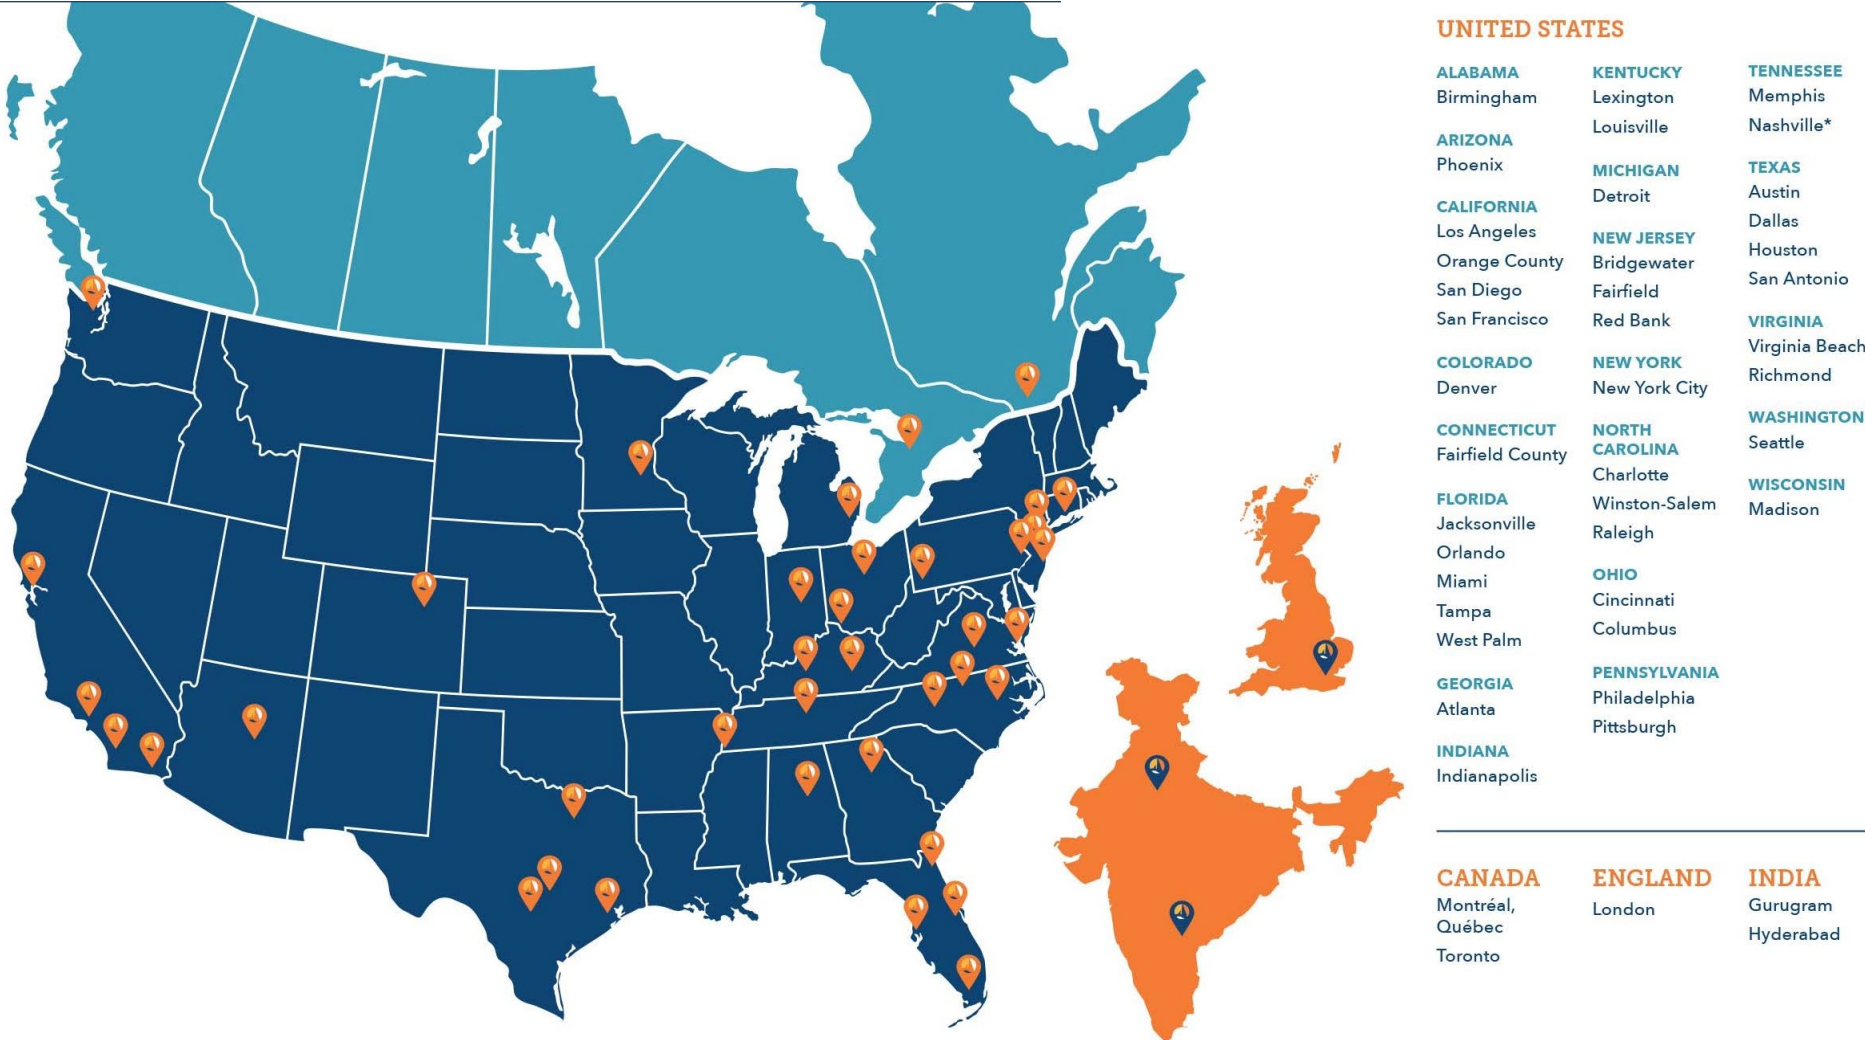 UNITED STATES
ALABAMA
Birmingham
ARIZONA
Phoenix
CALIFORNIA
Los Angeles
Orange County
San Diego
San Francisco
COLORADO
Denver
CONNECTICUT
Fairfield County
FLORIDA
Jacksonville
Orlando
Miami
Tampa
West Palm
GEORGIA
Atlanta
INDIANA
Indianapolis
KENTUCKY
Lexington
Louisville
MICHIGAN
Detroit
NEW JERSEY
Bridgewater
Fairfield
Red Bank
NEW YORK
New York City
NORTH
CAROLINA
Charlotte
Winston-Salem
Raleigh
OHIO
Cincinnati
Columbus
PENNSYLVANIA
Philadelphia
Pittsburgh
TENNESSEE
Memphis
Nashville*
TEXAS
Austin
Dallas
Houston
San Antonio
VIRGINIA
Virginia Beach
Richmond
WASHINGTON
Seattle
WISCONSIN
Madison
CANADA
Montréal,
Québec
Toronto
ENGLAND
London
INDIA
Gurugram
Hyderabad